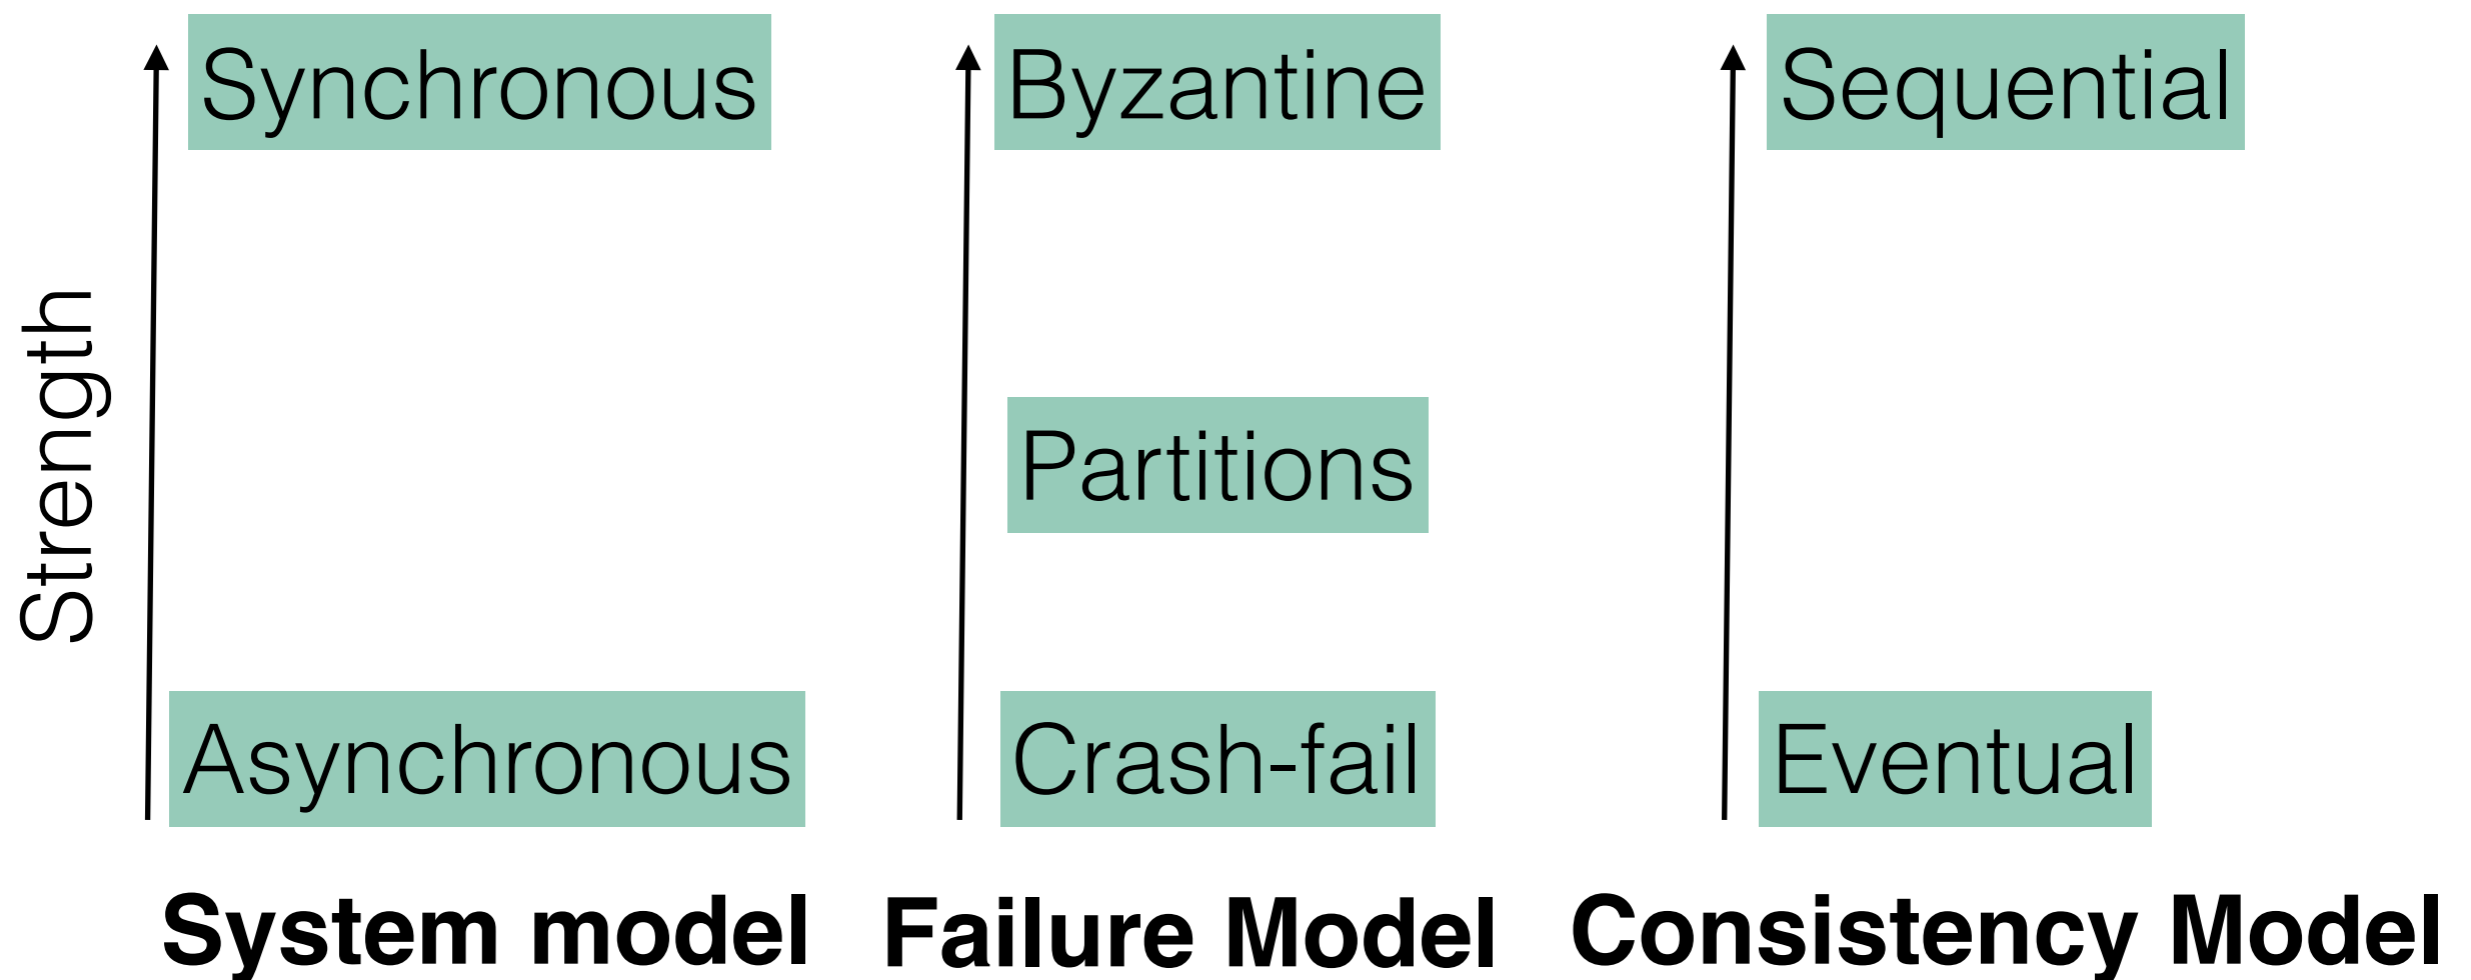 Strength
Synchronous
Asynchronous
System model
Byzantine
Partitions
Crash-fail
Failure Model
Sequential
Eventual
Consistency Model